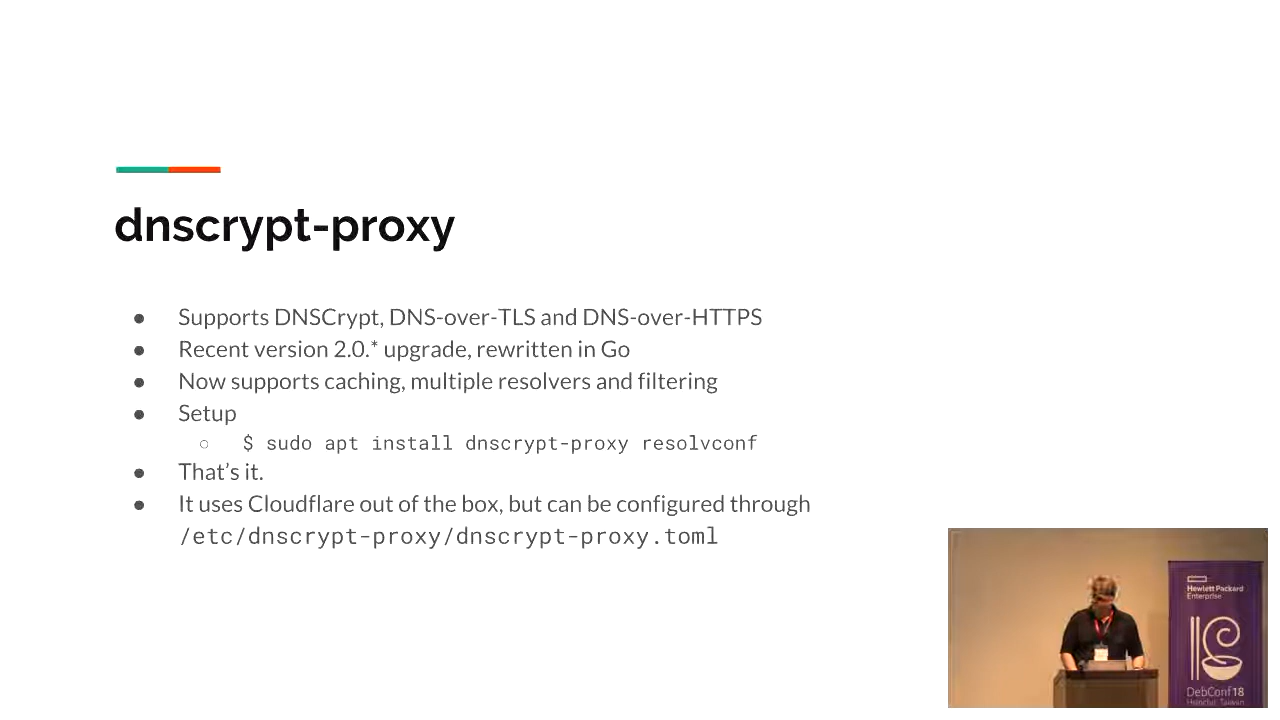 dnscrypt-proxy
● Supports DNSCrypt, DNS-over-TLS and DNS-over-HTTPS
● Recent version 2.0.* upgrade, rewritten in Go
● Now supports caching, multiple resolvers and filtering
● Setup
○ $ sudo apt install dnscrypt-proxy resolvconf
● That’s it.
● It uses Cloudflare out of the box, but can be configured through
/etc/dnscrypt-proxy/dnscrypt-proxy.toml
Hewlett Packard
Enterprise
DebConf18
Hsinchu, Taiwan